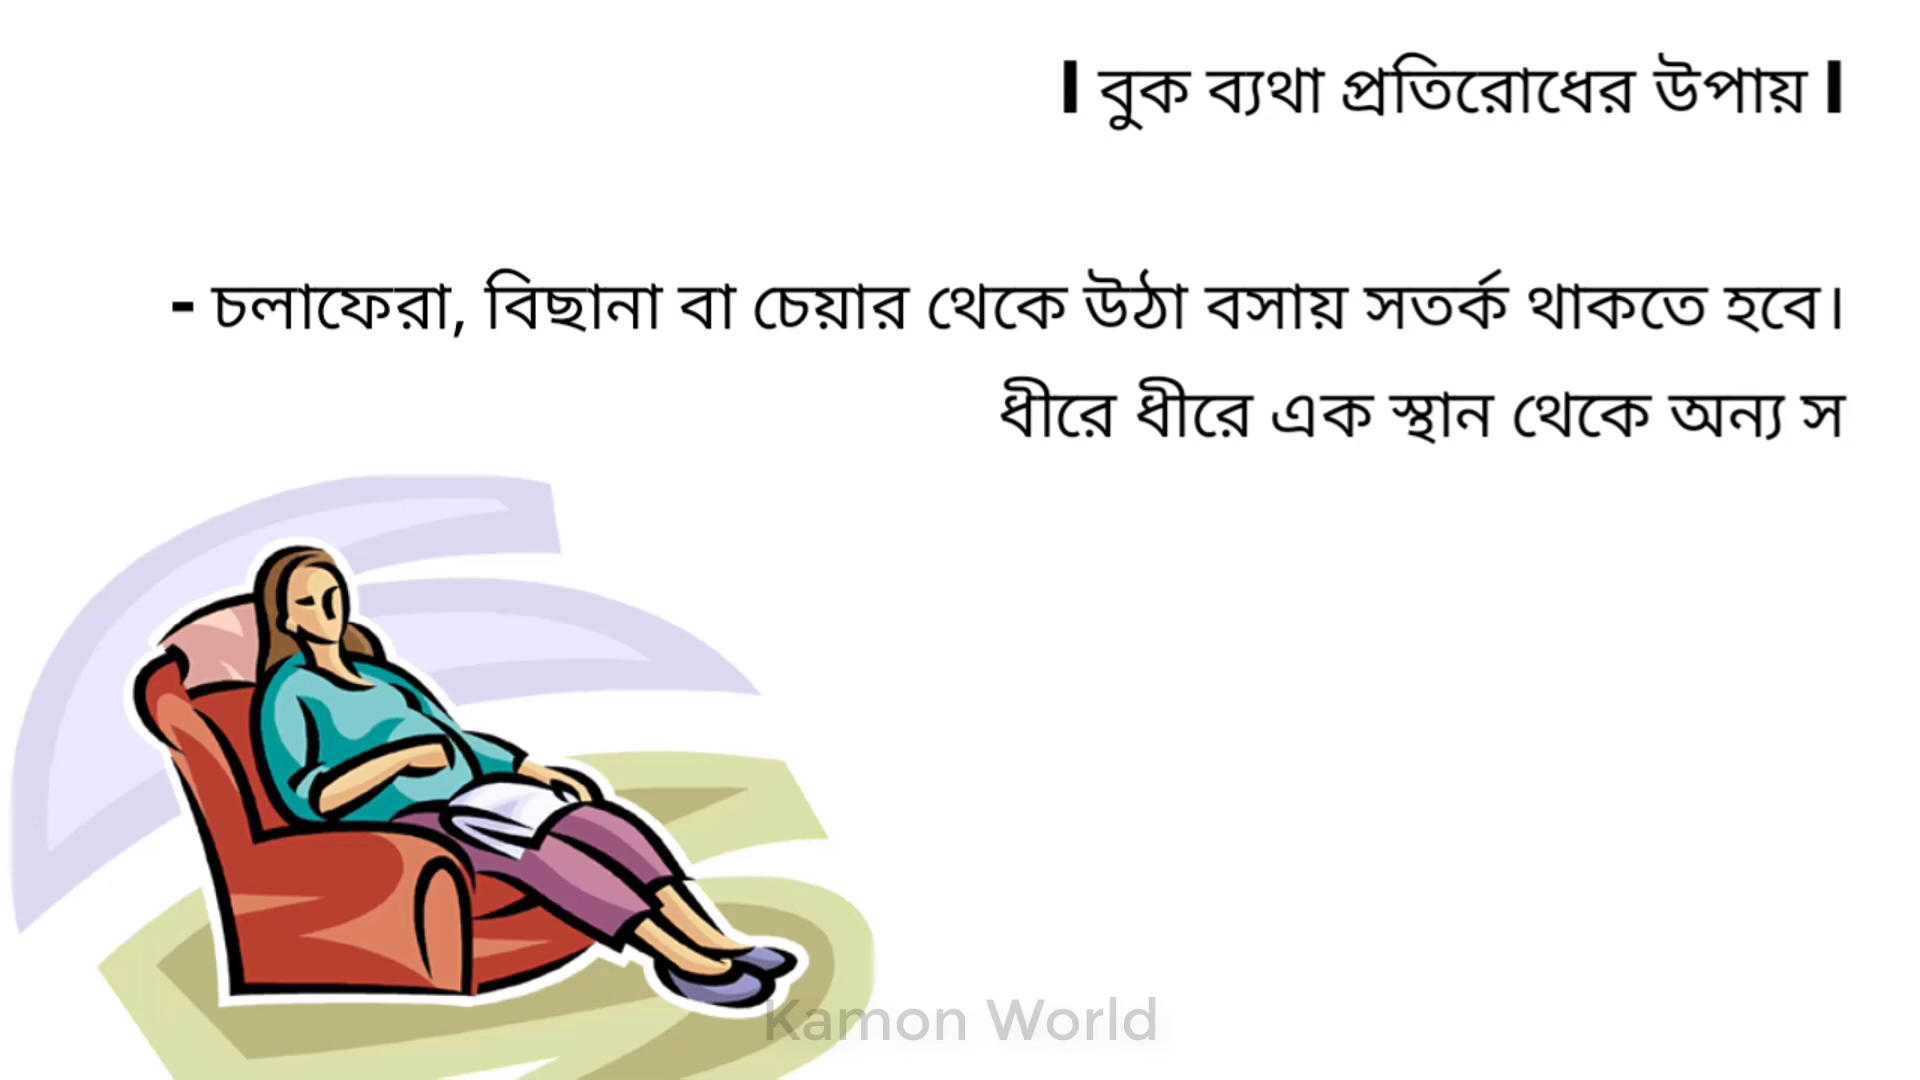 । বুক ব্যথা প্রতিরোধের উপায় ।
- চলাফেরা, বিছানা বা চেয়ার থেকে উঠা বসায় সতর্ক থাকতে হবে।
ধীরে ধীরে এক স্থান থেকে অন্য স
Kamon World